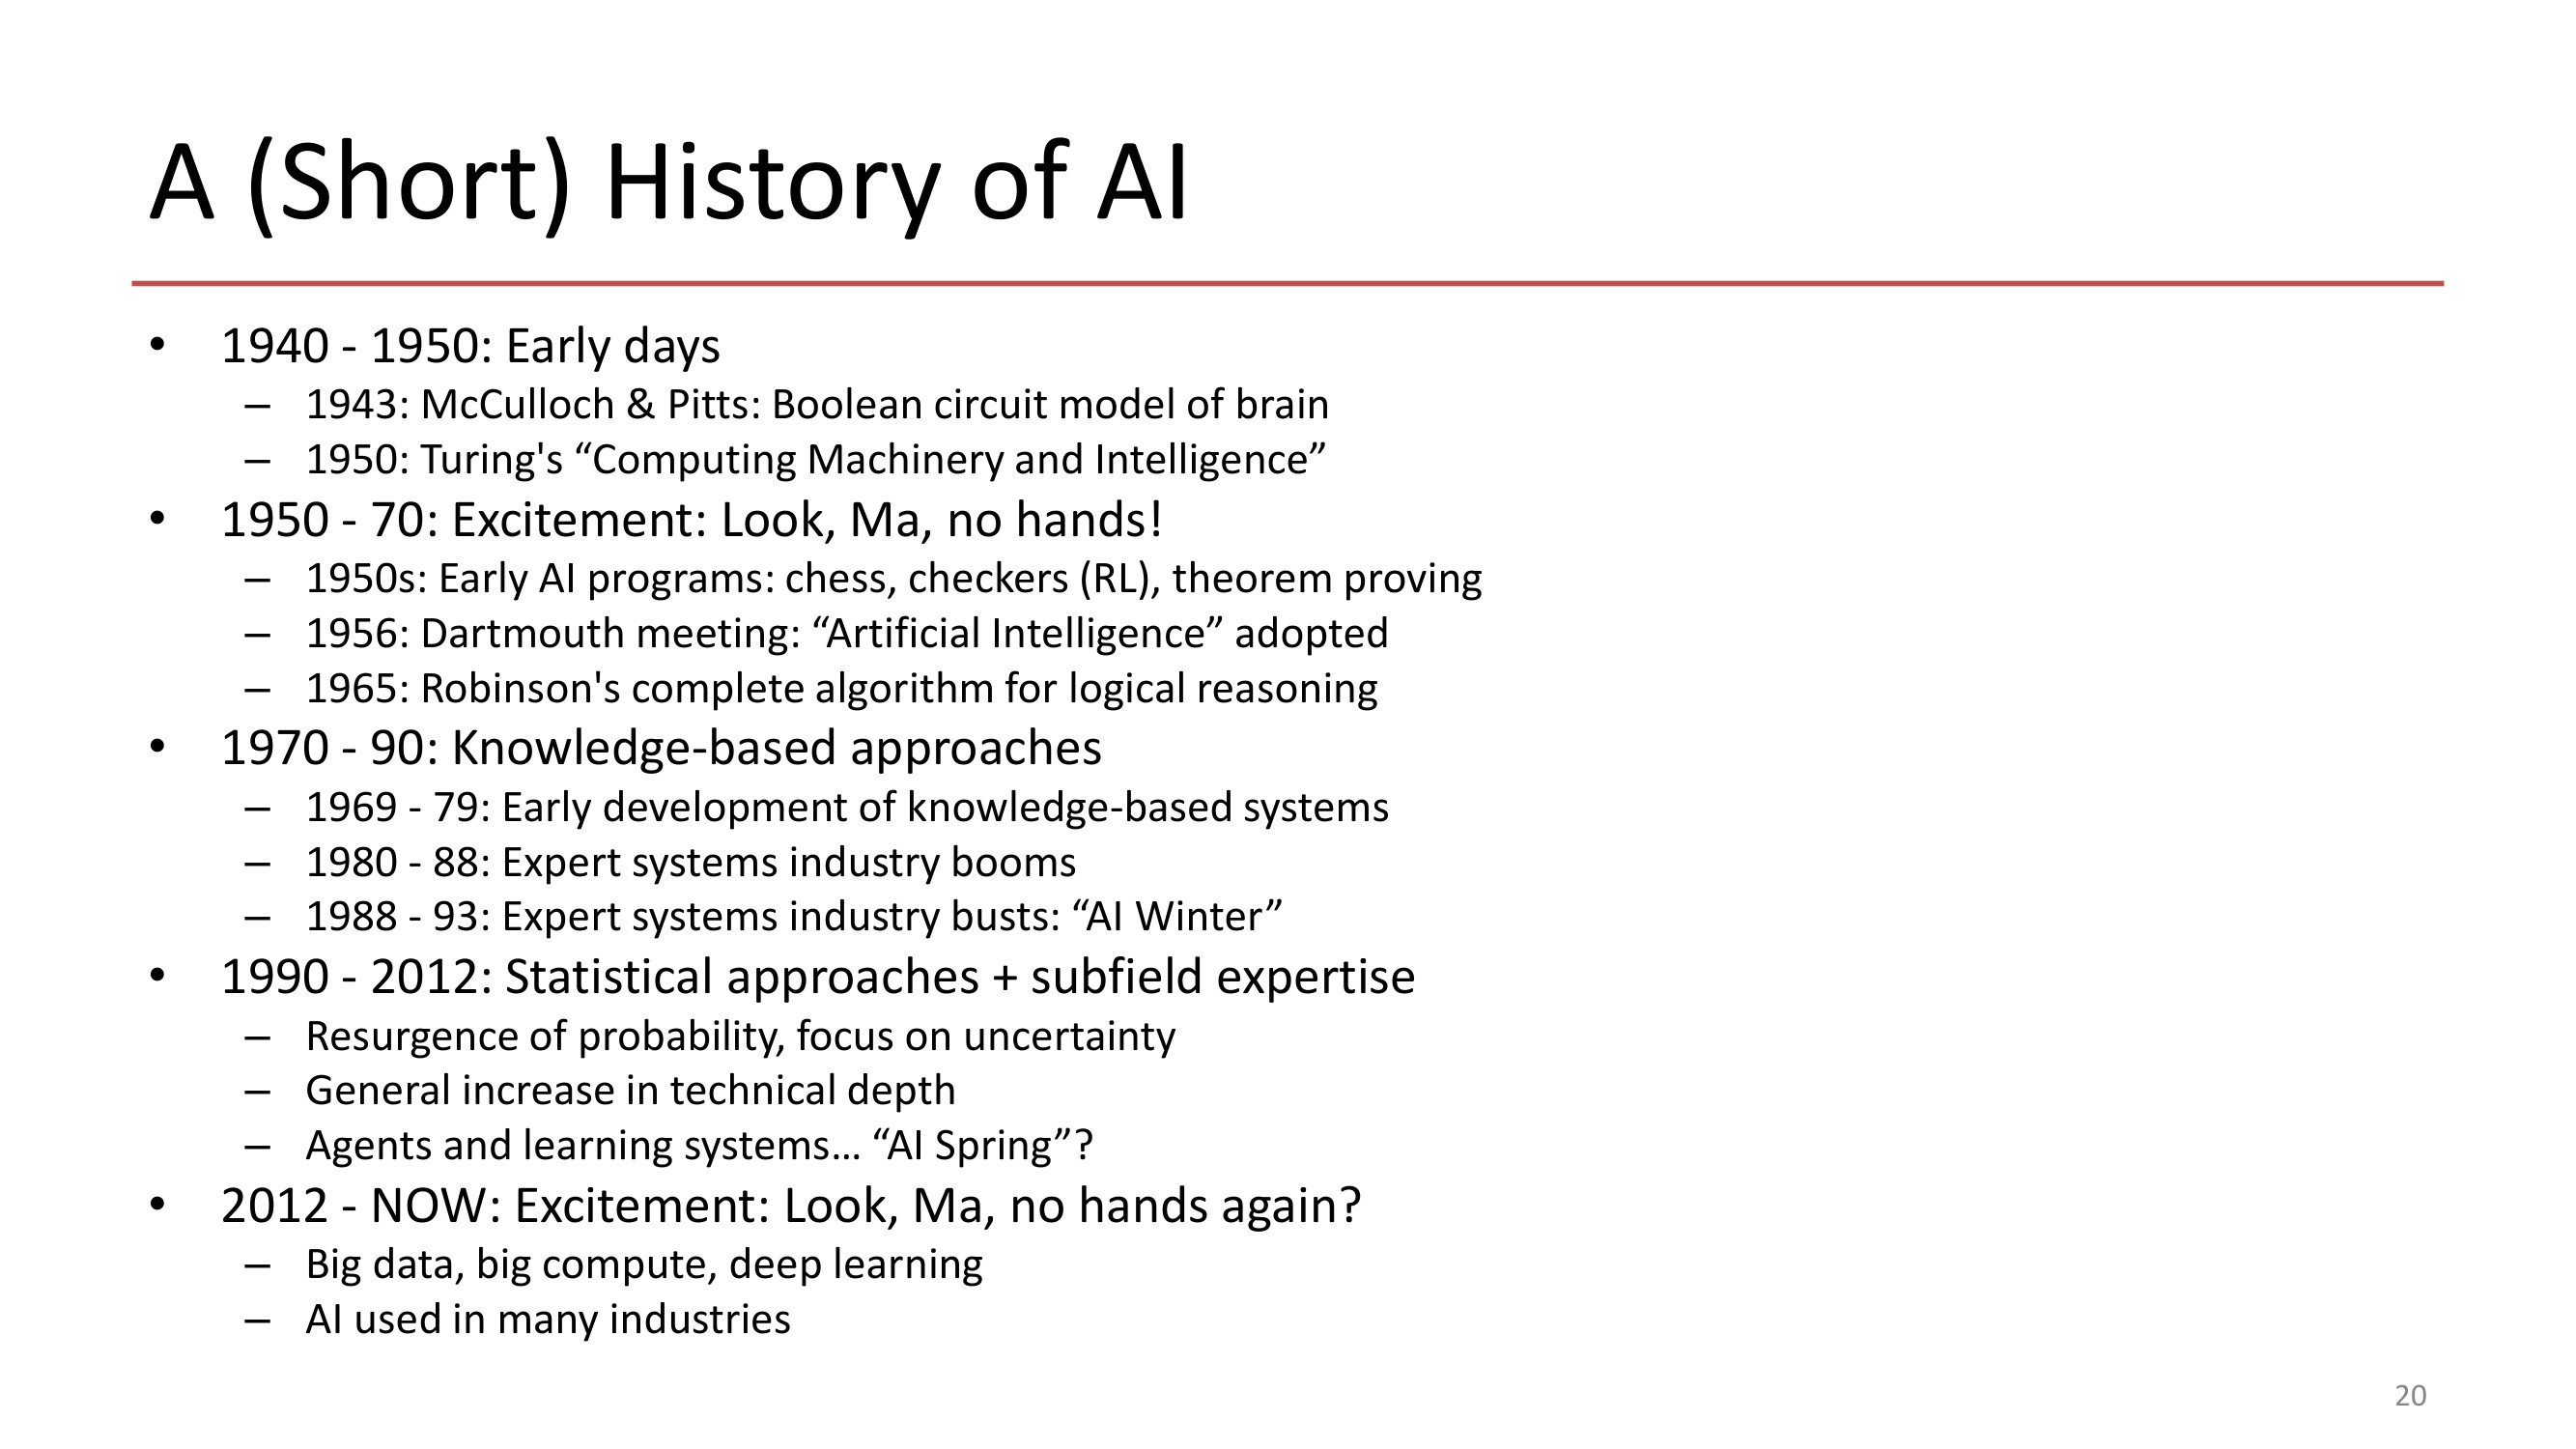 A (Short) History of AI
• 1940 - 1950: Early days
– 1943: McCulloch & Pitts: Boolean circuit model of brain
– 1950: Turing's “Computing Machinery and Intelligence”
• 1950 - 70: Excitement: Look, Ma, no hands!
– 1950s: Early AI programs: chess, checkers (RL), theorem proving
– 1956: Dartmouth meeting: “Artificial Intelligence” adopted
– 1965: Robinson's complete algorithm for logical reasoning
• 1970 - 90: Knowledge-based approaches
– 1969 - 79: Early development of knowledge-based systems
– 1980 - 88: Expert systems industry booms
– 1988 - 93: Expert systems industry busts: “AI Winter”
• 1990 - 2012: Statistical approaches + subfield expertise
– Resurgence of probability, focus on uncertainty
– General increase in technical depth
– Agents and learning systems… “AI Spring”?
• 2012 - NOW: Excitement: Look, Ma, no hands again?
– Big data, big compute, deep learning
– AI used in many industries
20